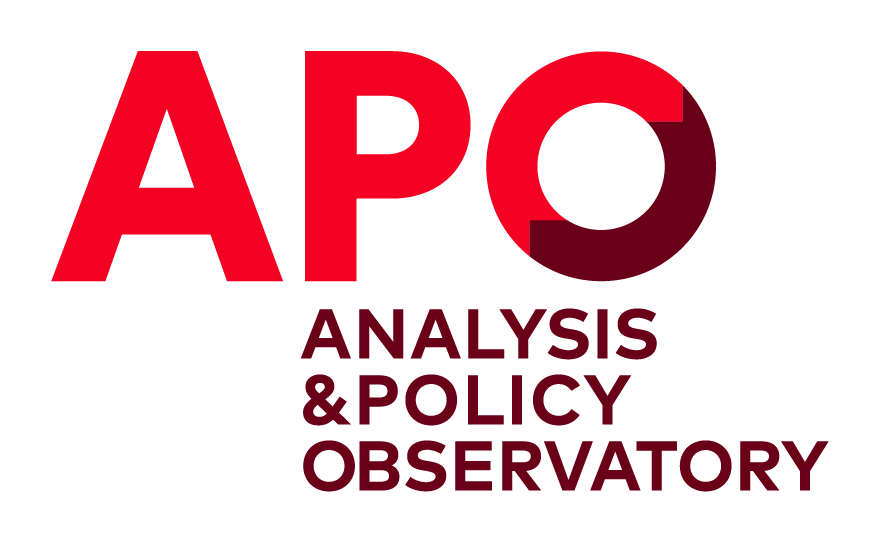 APO
ANALYSIS
&POLICY
OBSERVATORY